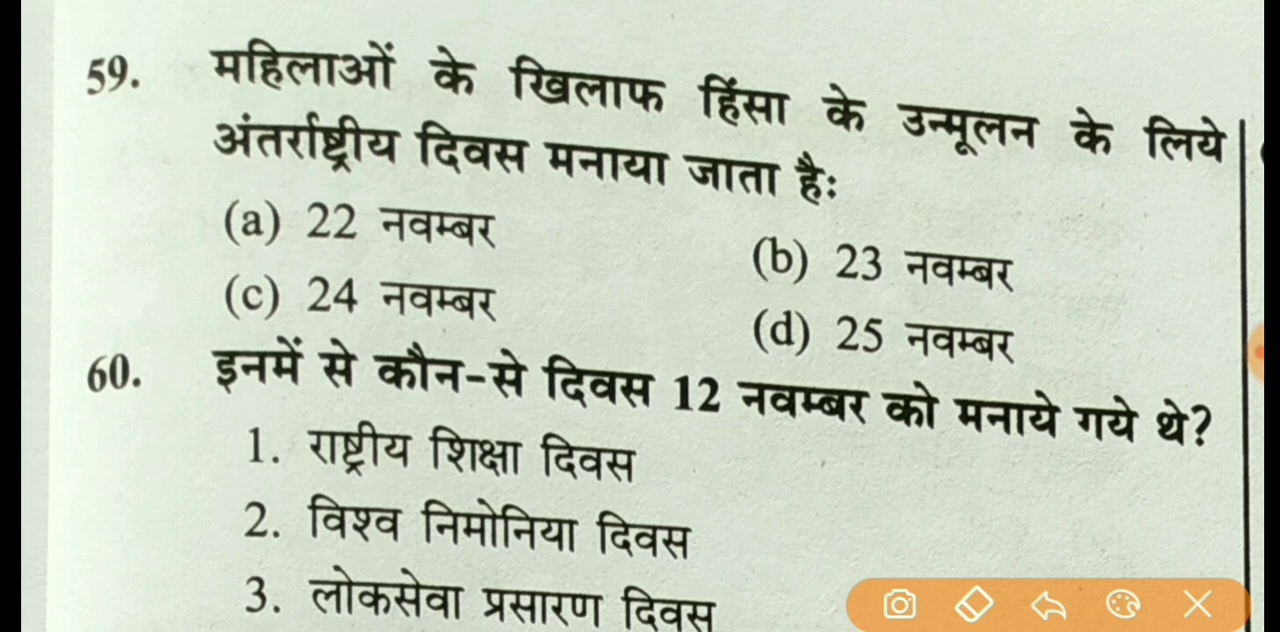 59. महिलाओं के खिलाफ हिंसा के उन्मूलन के लिये
अंतर्राष्ट्रीय दिवस मनाया जाता है:
(a) 22 नवम्बर
(b) 23 नवम्बर
(c) 24 नवम्बर
(d) 25 नवम्बर
60. इनमें से कौन-से दिवस 12 नवम्बर को मनाये गये थे?
1. राष्ट्रीय शिक्षा दिवस
2. विश्व निमोनिया दिवस
3. लोकसेवा प्रसारण दिवस